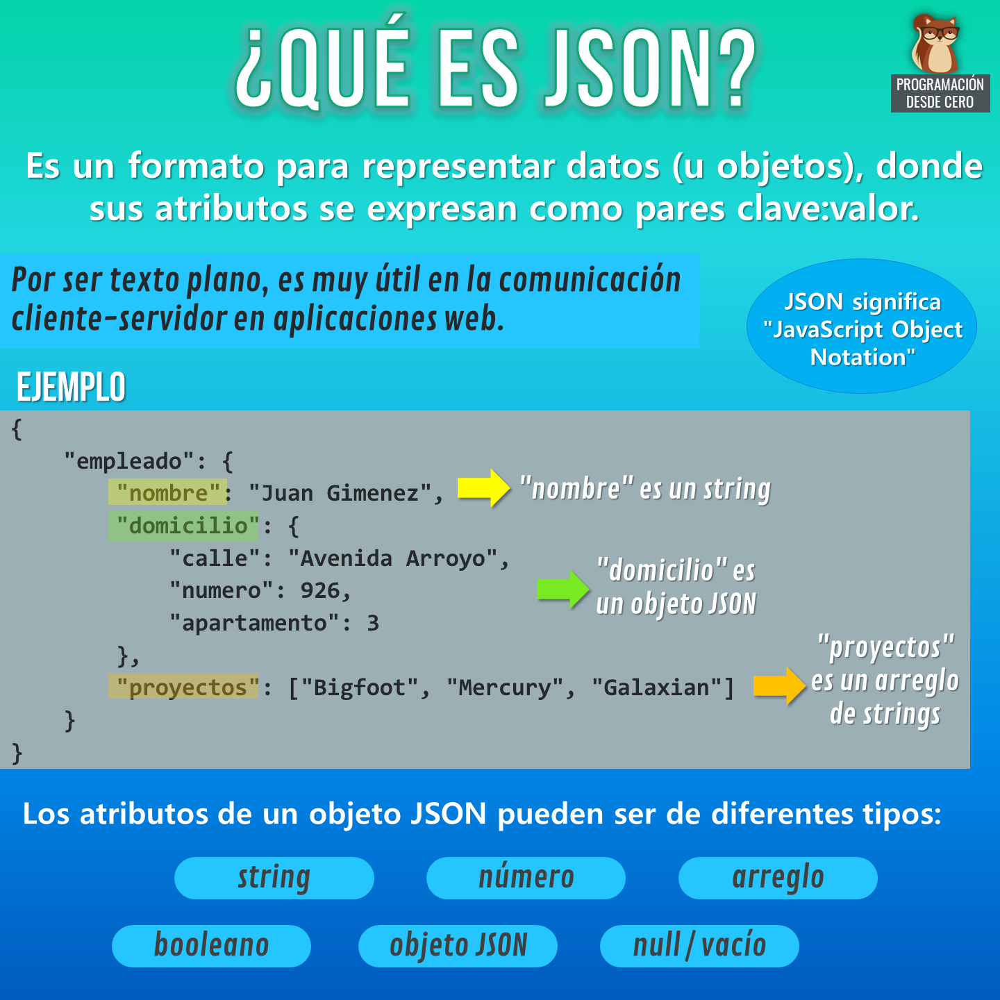 ¿QUÉ ES JSON?
PROGRAMACIÓN
DESDE CERO
Es un formato para representar datos (u objetos), donde
sus atributos se expresan como pares clave:valor.
Por ser texto plano, es muy útil en la comunicación
cliente-servidor en aplicaciones web.
JSON significa
"JavaScript Object
Notation"
EJEMPLO
{
    "empleado": {
        "nombre": "Juan Gimenez",
"nombre" es un string
        "domicilio": {
            "calle": "Avenida Arroyo",
            "numero": 926,
            "apartamento": 3
"domicilio" es
un objeto JSON
        },
        "proyectos": ["Bigfoot", "Mercury", "Galaxian"]
"proyectos"
es un arreglo
de strings
    }
}
Los atributos de un objeto JSON pueden ser de diferentes tipos:
string
número
arreglo
booleano
objeto JSON
null / vacío